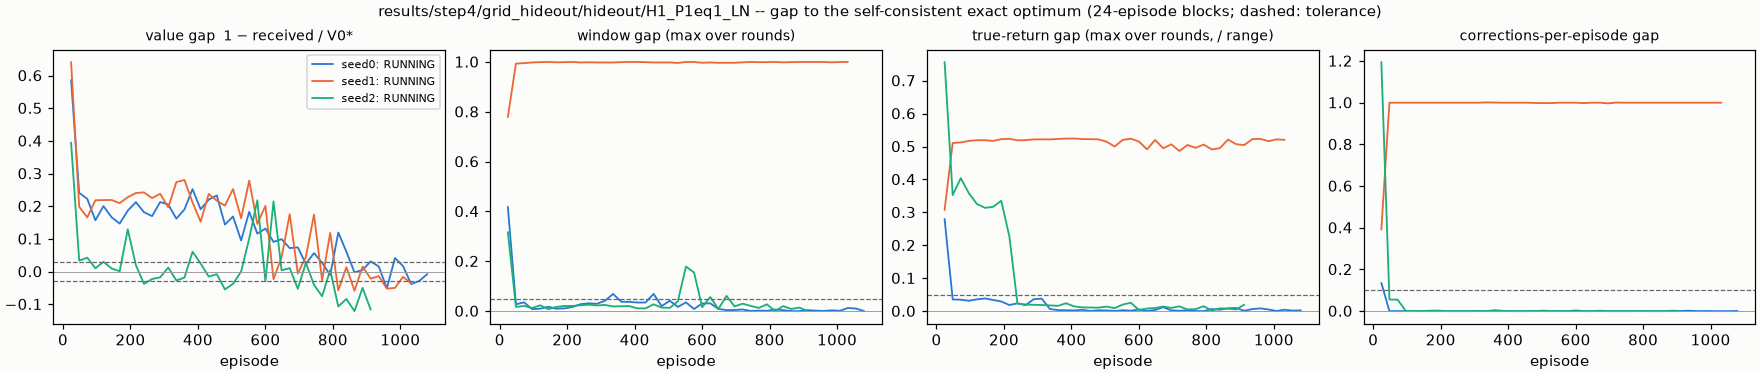 results/step4/grid_hideout/hideout/H1_P1eq1_LN -- gap to the self-consistent exact optimum (24-episode blocks; dashed: tolerance)
value gap  1 − received / V0*
0.6
0.5
0.4
0.3
0.2
0.1
0.0
−0.1
seed0: RUNNING
seed1: RUNNING
seed2: RUNNING
0 200 400 600 800 1000
episode
window gap (max over rounds)
1.0
0.8
0.6
0.4
0.2
0.0
0 200 400 600 800 1000
episode
true-return gap (max over rounds, / range)
0.7
0.6
0.5
0.4
0.3
0.2
0.1
0.0
0 200 400 600 800 1000
episode
corrections-per-episode gap
1.2
1.0
0.8
0.6
0.4
0.2
0.0
0 200 400 600 800 1000
episode